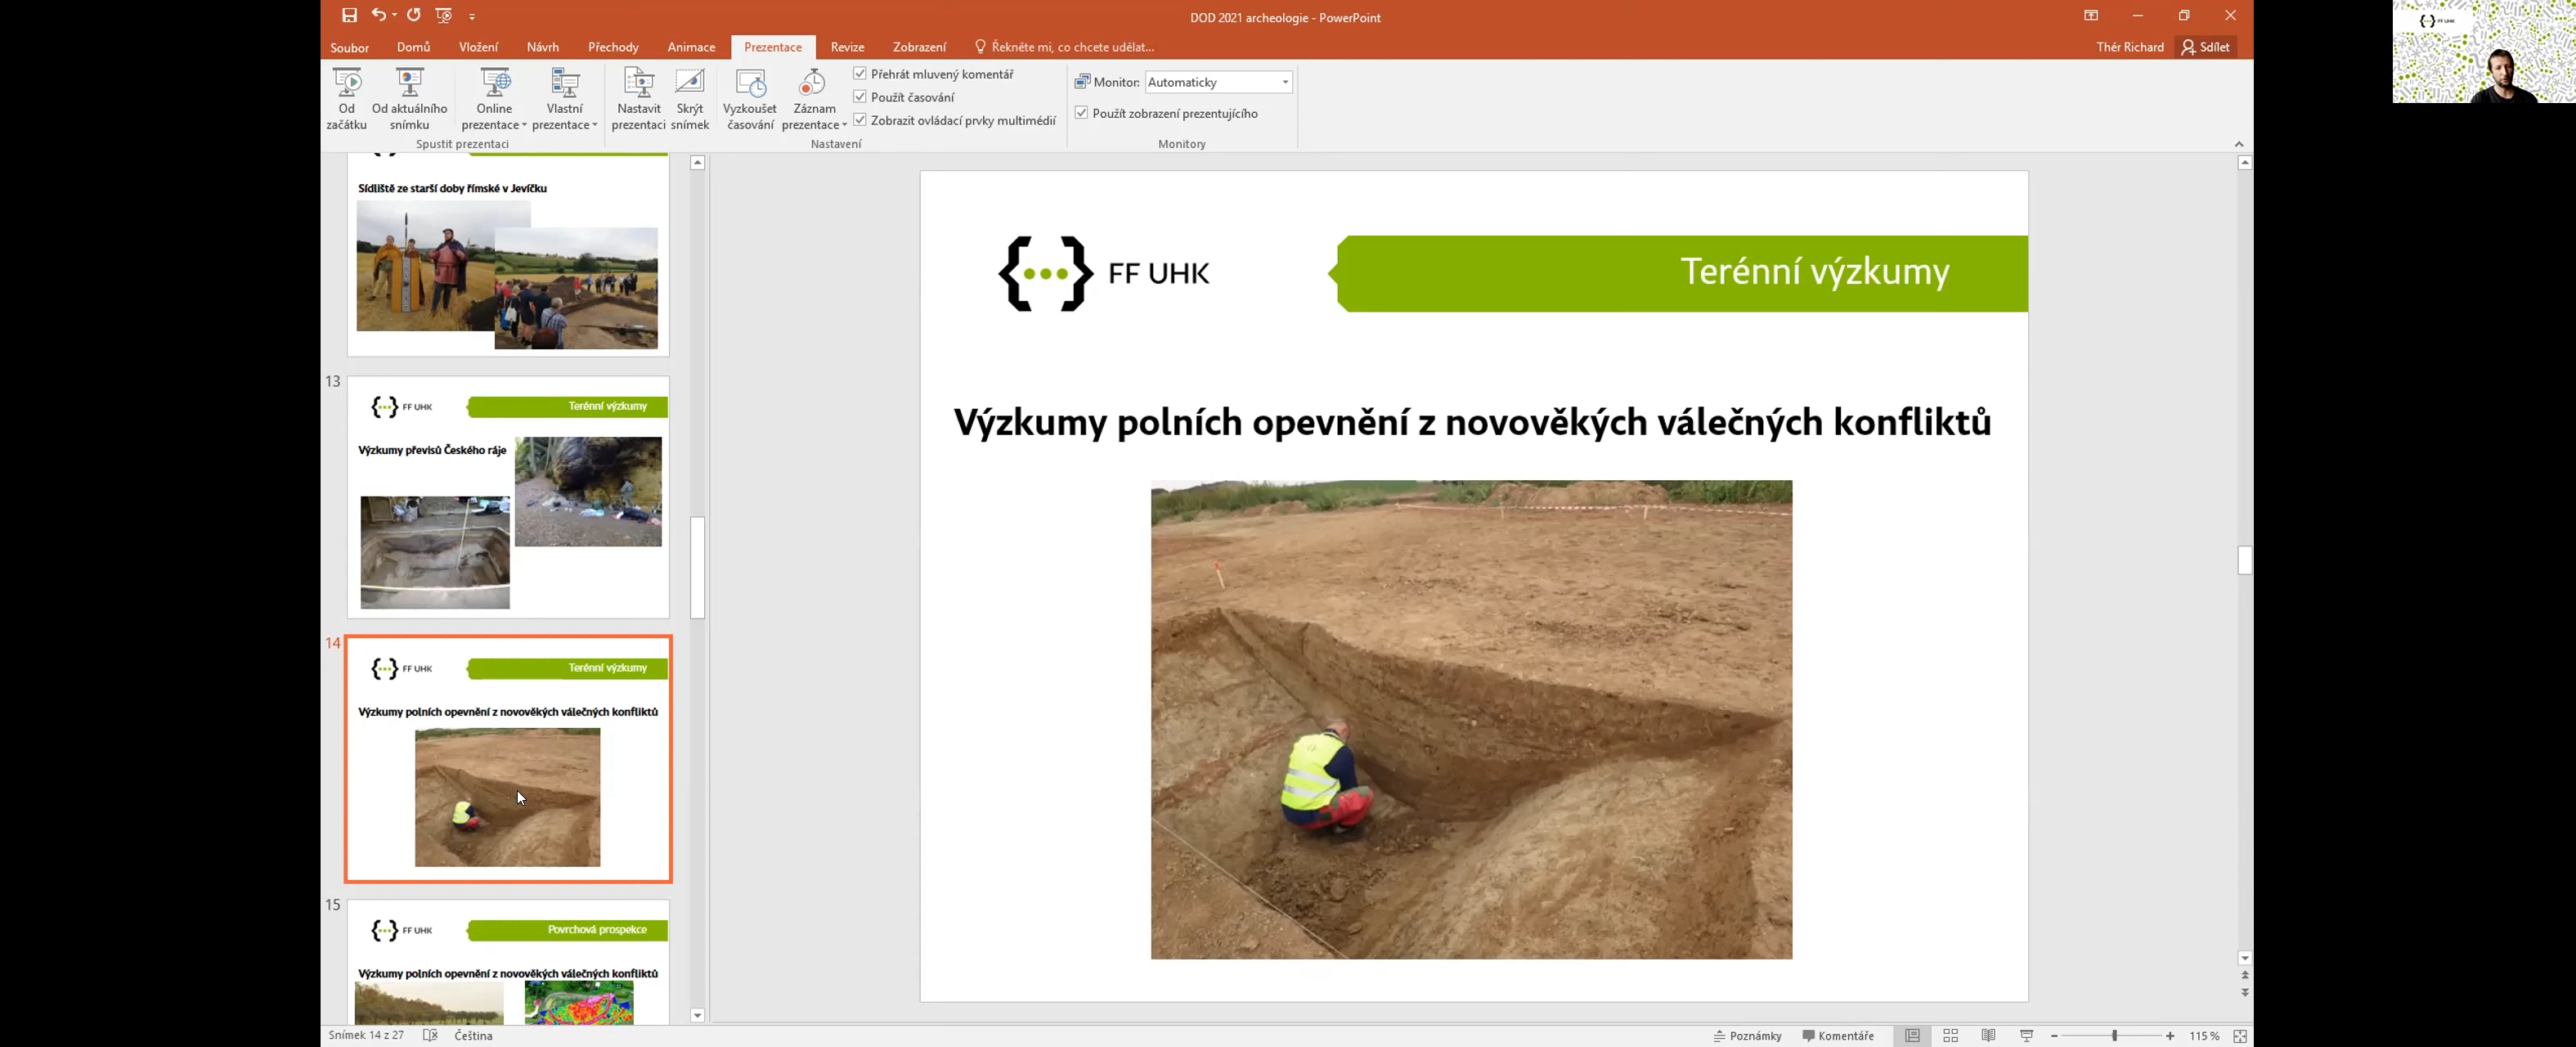 DOD 2021 archeologie - PowerPoint
Soubor Domů Vložení Návrh Přechody Animace Prezentace Revize Zobrazení Řekněte mi, co chcete udělat... Thér Richard Sdílet
Od začátku
Od aktuálního snímku
Online prezentace
Vlastní prezentace
Spustit prezentaci
Nastavit prezentaci
Skrýt snímek
Vyzkoušet časování
Záznam prezentace
Přehrát mluvený komentář
Použít časování
Zobrazit ovládací prvky multimédií
Nastavení
Monitor: Automaticky
Použít zobrazení prezentujícího
Monitory
FF UHK
Sídliště ze starší doby římské v Jevíčku
13
FF UHK Terénní výzkumy
Výzkumy převisů Českého ráje
14
FF UHK Terénní výzkumy
Výzkumy polních opevnění z novověkých válečných konfliktů
15
FF UHK Povrchová prospekce
Výzkumy polních opevnění z novověkých válečných konfliktů
FF UHK Terénní výzkumy
Výzkumy polních opevnění z novověkých válečných konfliktů
Snímek 14 z 27 Čeština Poznámky Komentáře 115 %